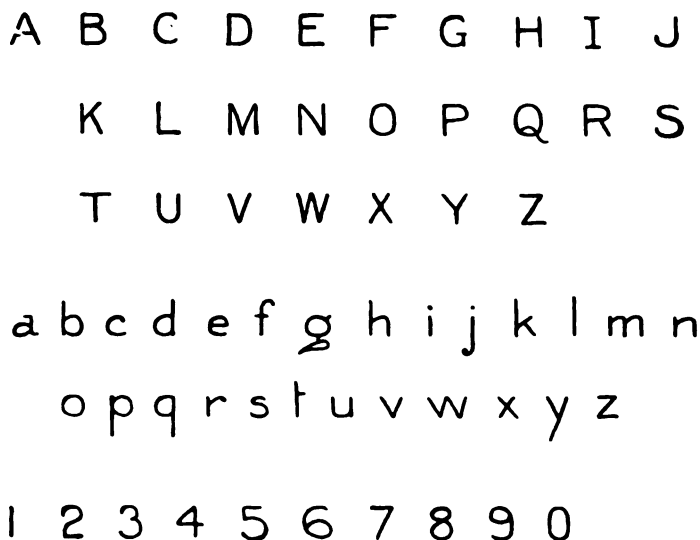 A B C D E F G H I J
K L M N O P Q R S
T U V W X Y Z
a b c d e f g h i j k l m n
o p q r s t u v w x y z
1 2 3 4 5 6 7 8 9 0